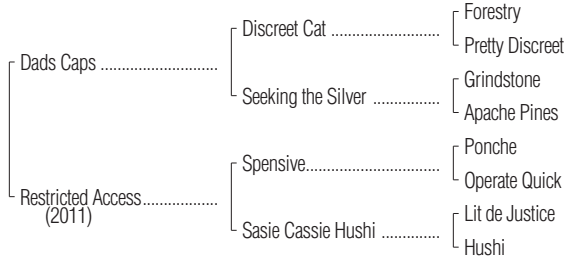 Forestry
Discreet Cat ......................
Pretty Discreet
Dads Caps ........................
Grindstone
Seeking the Silver ..............
Apache Pines
Ponche
Spensive...........................
Operate Quick
Restricted Access...............
(2011)
Lit de Justice
Sasie Cassie Hushi ............
Hushi